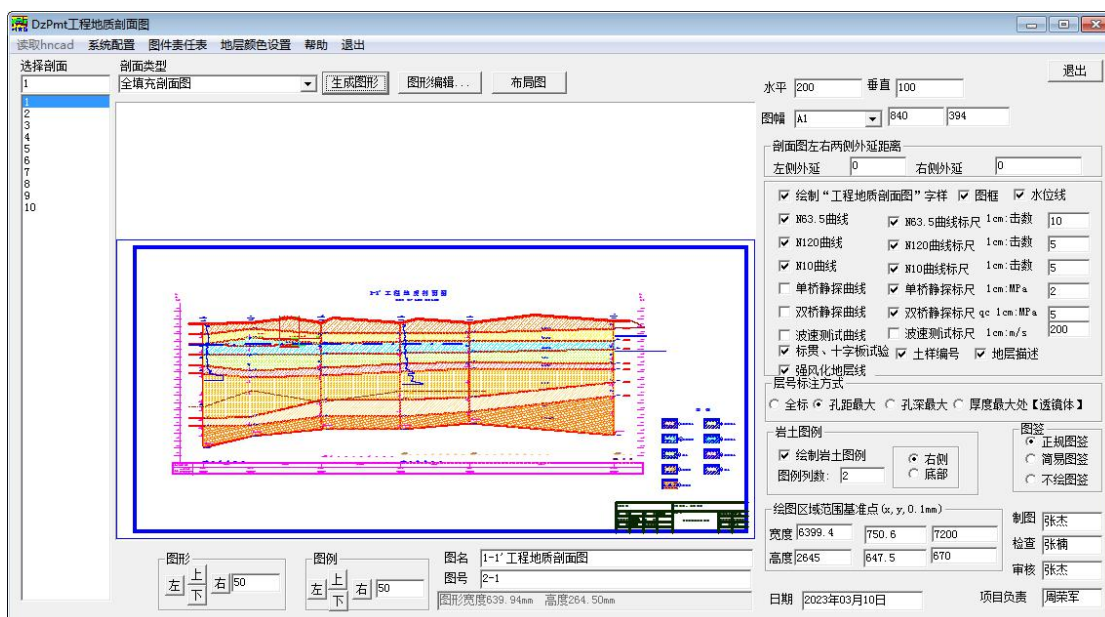 DzPmt工程地质剖面图
读取hncad 系统配置 图件责任表 地层颜色设置 帮助 退出
选择剖面
1
1
2
3
4
5
6
7
8
9
10
剖面类型
全填充剖面图 生成图形 图形编辑... 布局图
1-1' 工程地质剖面图
图形
左 上 下 右 50
图例
左 上 下 右 50
图名 1-1'工程地质剖面图
图号 2-1
图形宽度639.94mm 高度264.50mm
退出
水平 200 垂直 100
图幅 A1 840 394
剖面图左右两侧外延距离
左侧外延 0 右侧外延 0
绘制“工程地质剖面图”字样 图框 水位线
N63.5曲线 N63.5曲线标尺 1cm:击数 10
N120曲线 N120曲线标尺 1cm:击数 5
N10曲线 N10曲线标尺 1cm:击数 5
单桥静探曲线 单桥静探标尺 1cm:MPa 2
双桥静探曲线 双桥静探标尺 qc 1cm:MPa 5
波速测试曲线 波速测试标尺 1cm:m/s 200
标贯、十字板试验 土样编号 地层描述
强风化地层线
层号标注方式
全标 孔距最大 孔深最大 厚度最大处【透镜体】
岩土图例
绘制岩土图例
图例列数: 2
右侧
底部
图签
正规图签
简易图签
不绘图签
绘图区域范围基准点(x,y,0.1mm)
宽度 6399.4 750.6 7200
高度 2645 647.5 670
制图 张杰
检查 张楠
审核 张杰
日期 2023年03月10日 项目负责 周荣军